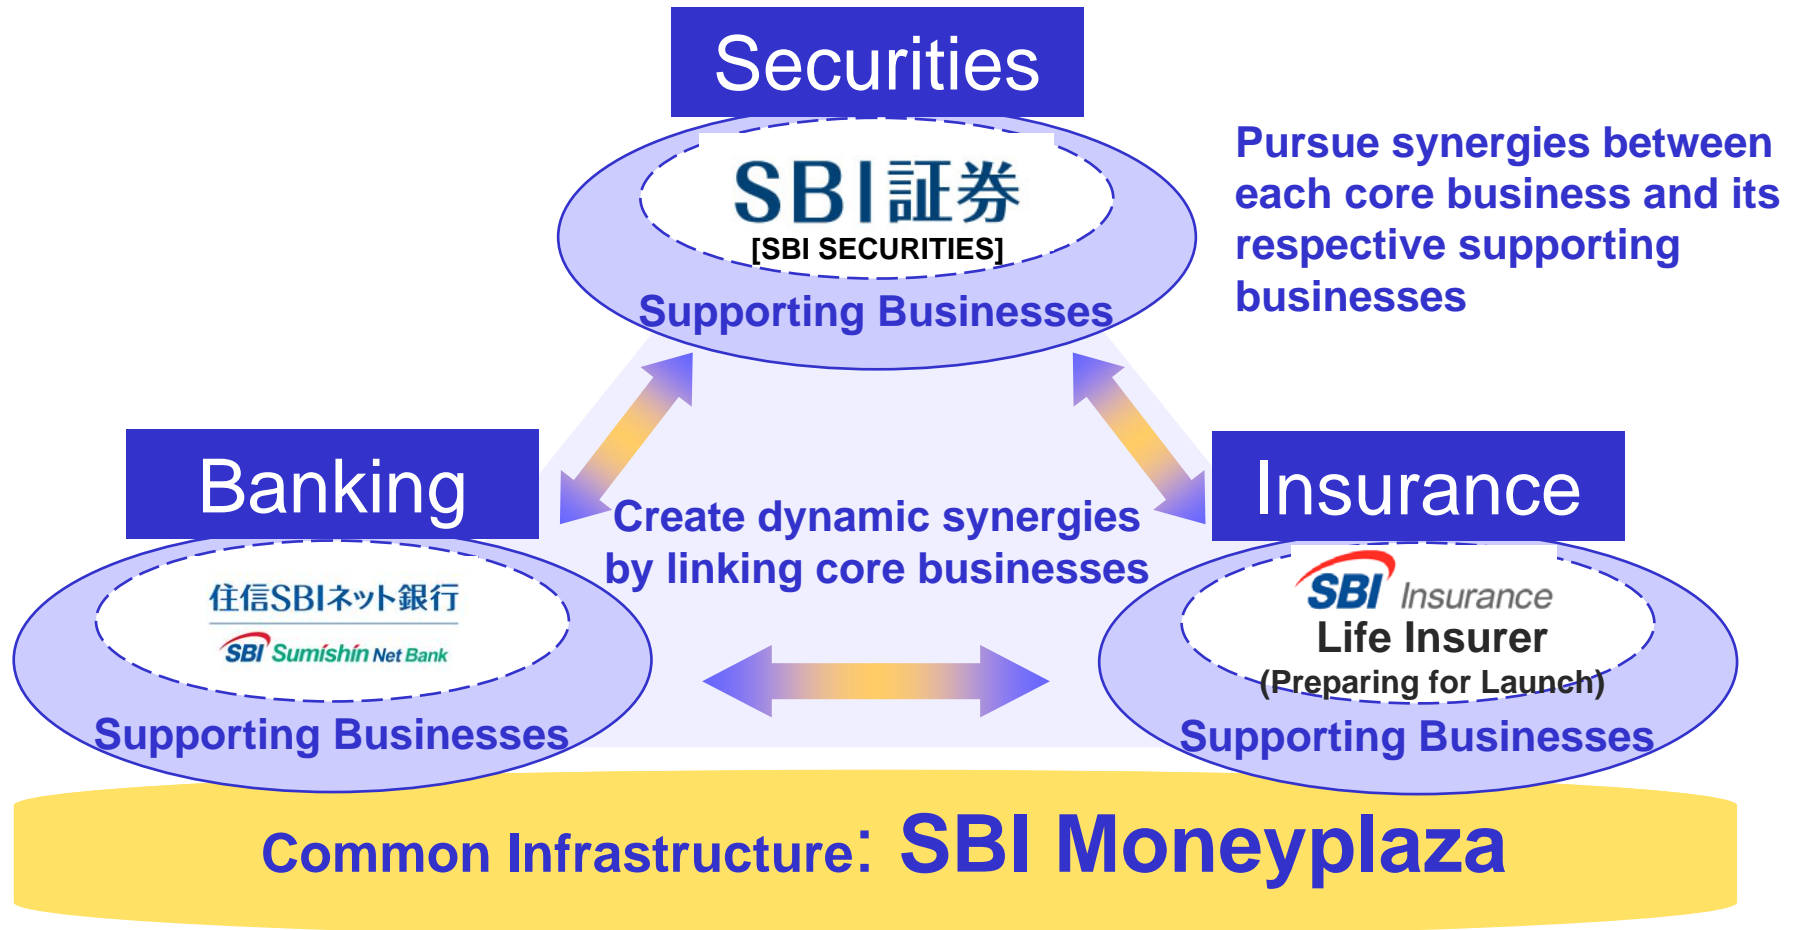 Securities
SBI証券
[SBI SECURITIES]
Supporting Businesses
Pursue synergies between
each core business and its
respective supporting
businesses
Banking
住信SBIネット銀行
SBI Sumishin Net Bank
Supporting Businesses
Create dynamic synergies
by linking core businesses
Insurance
SBI Insurance
Life Insurer
(Preparing for Launch)
Supporting Businesses
Common Infrastructure: SBI Moneyplaza